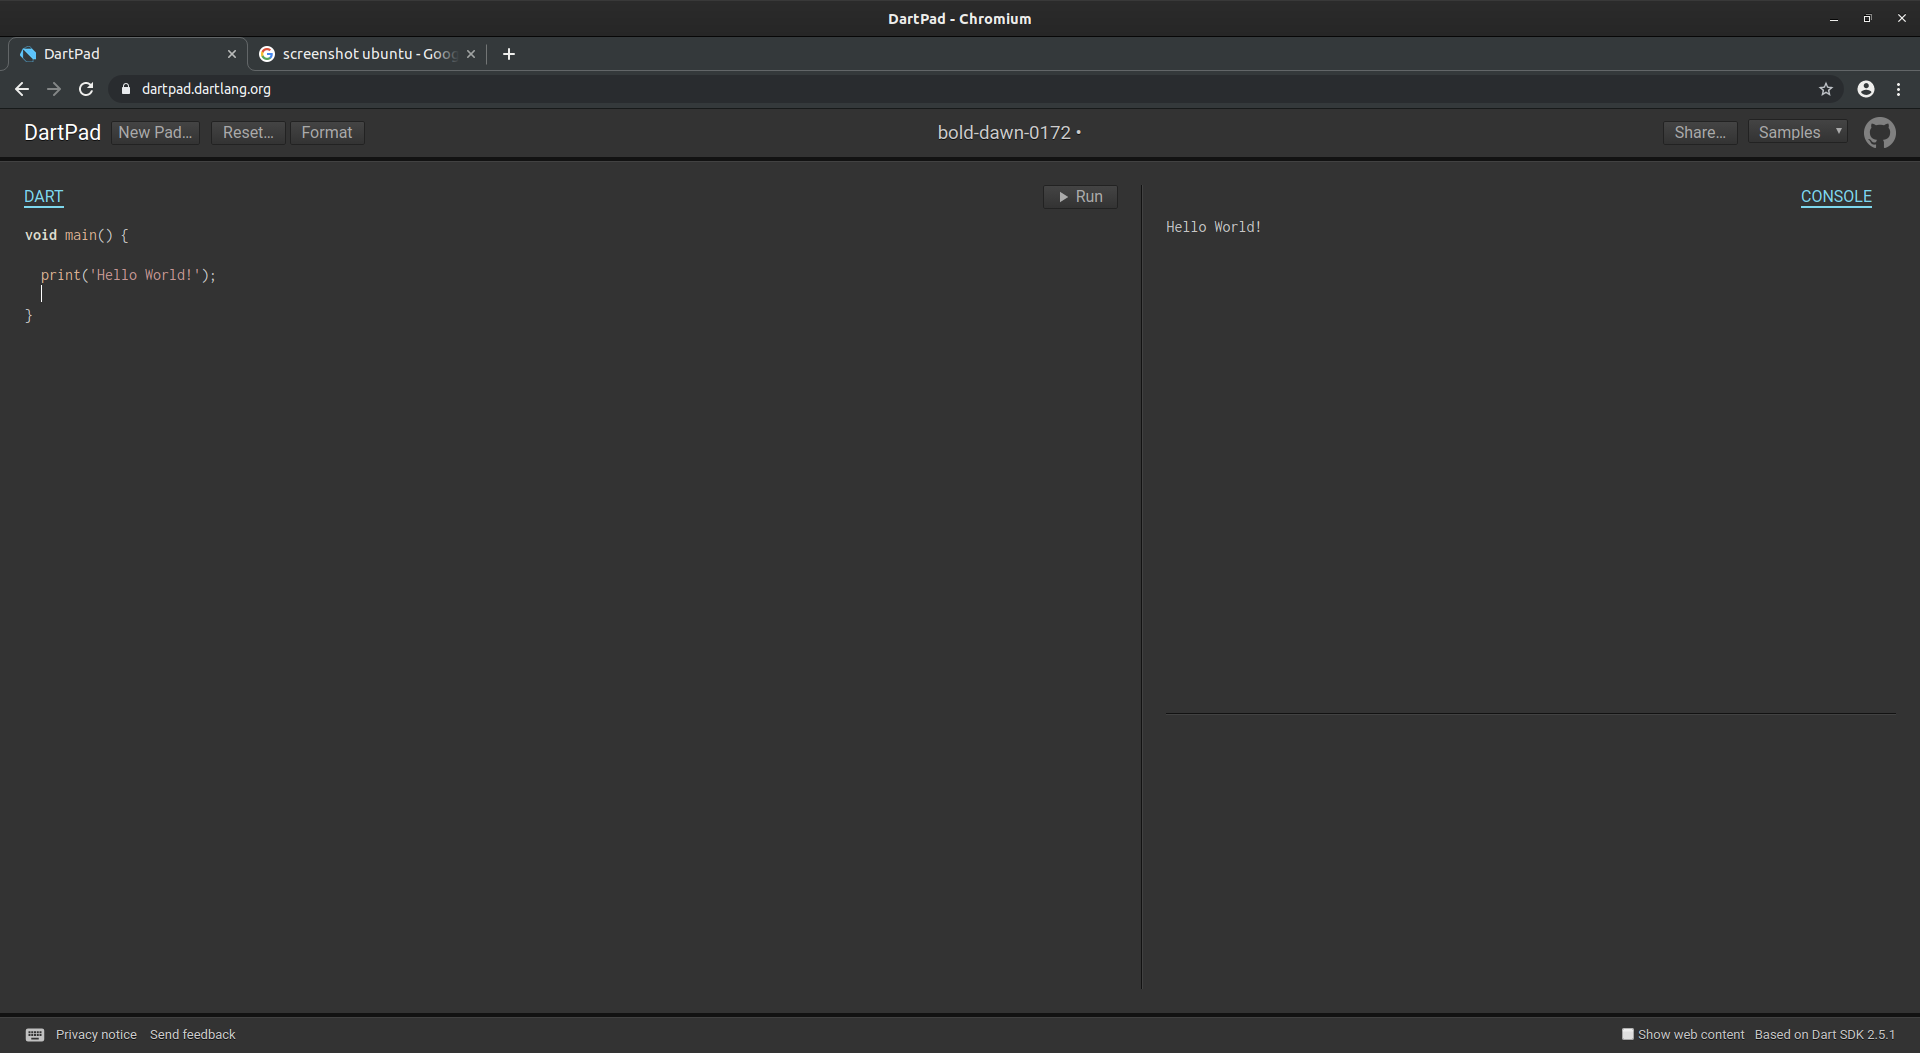 DartPad - Chromium
DartPad
screenshot ubuntu - Goog
dartpad.dartlang.org
DartPad New Pad... Reset... Format
bold-dawn-0172 •
Share... Samples
DART
Run
CONSOLE
void main() {
print('Hello World!');
}
Hello World!
Privacy notice Send feedback
Show web content Based on Dart SDK 2.5.1